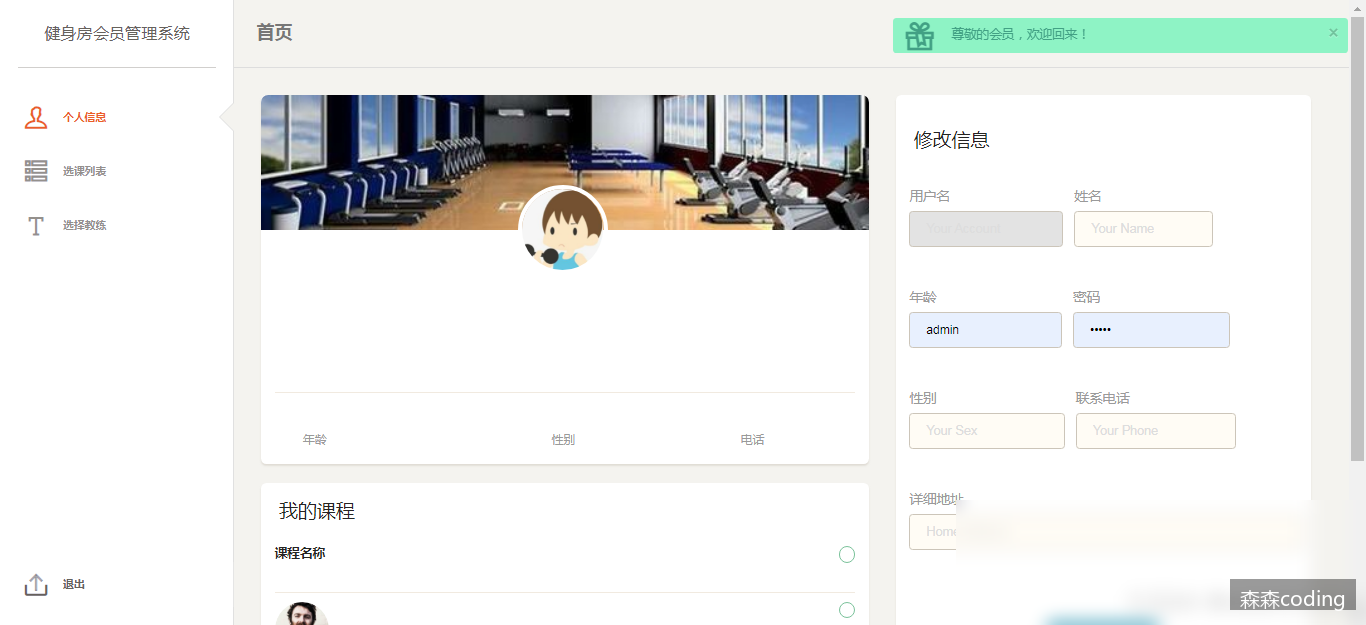 健身房会员管理系统
首页
尊敬的会员，欢迎回来！
×
个人信息
选课列表
选择教练
退出
年龄
性别
电话
我的课程
课程名称
修改信息
用户名
姓名
Your Account
Your Name
年龄
密码
admin
•••••
性别
联系电话
Your Sex
Your Phone
详细地址
Home
森森coding